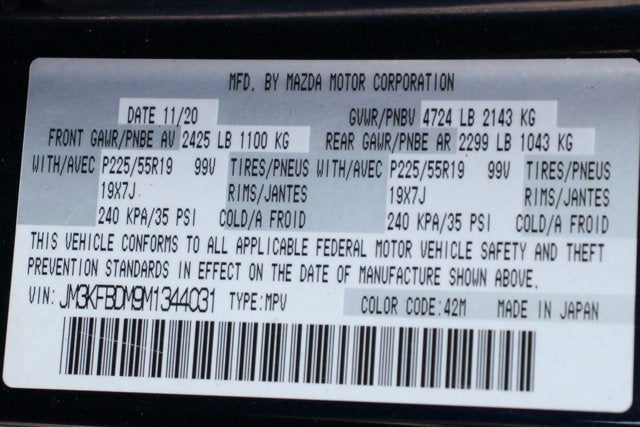 MFD. BY MAZDA MOTOR CORPORATION
DATE 11/20 GVWR/PNBV 4724 LB 2143 KG
FRONT GAWR/PNBE AV 2425 LB 1100 KG REAR GAWR/PNBE AR 2299 LB 1043 KG
WITH/AVEC P225/55R19 99V TIRES/PNEUS WITH/AVEC P225/55R19 99V TIRES/PNEUS
19X7J RIMS/JANTES 19X7J RIMS/JANTES
240 KPA/35 PSI COLD/A FROID 240 KPA/35 PSI COLD/A FROID
THIS VEHICLE CONFORMS TO ALL APPLICABLE FEDERAL MOTOR VEHICLE SAFETY AND THEFT
PREVENTION STANDARDS IN EFFECT ON THE DATE OF MANUFACTURE SHOWN ABOVE.
VIN: JM3KFBDM9M1344031 TYPE:MPV COLOR CODE:42M MADE IN JAPAN